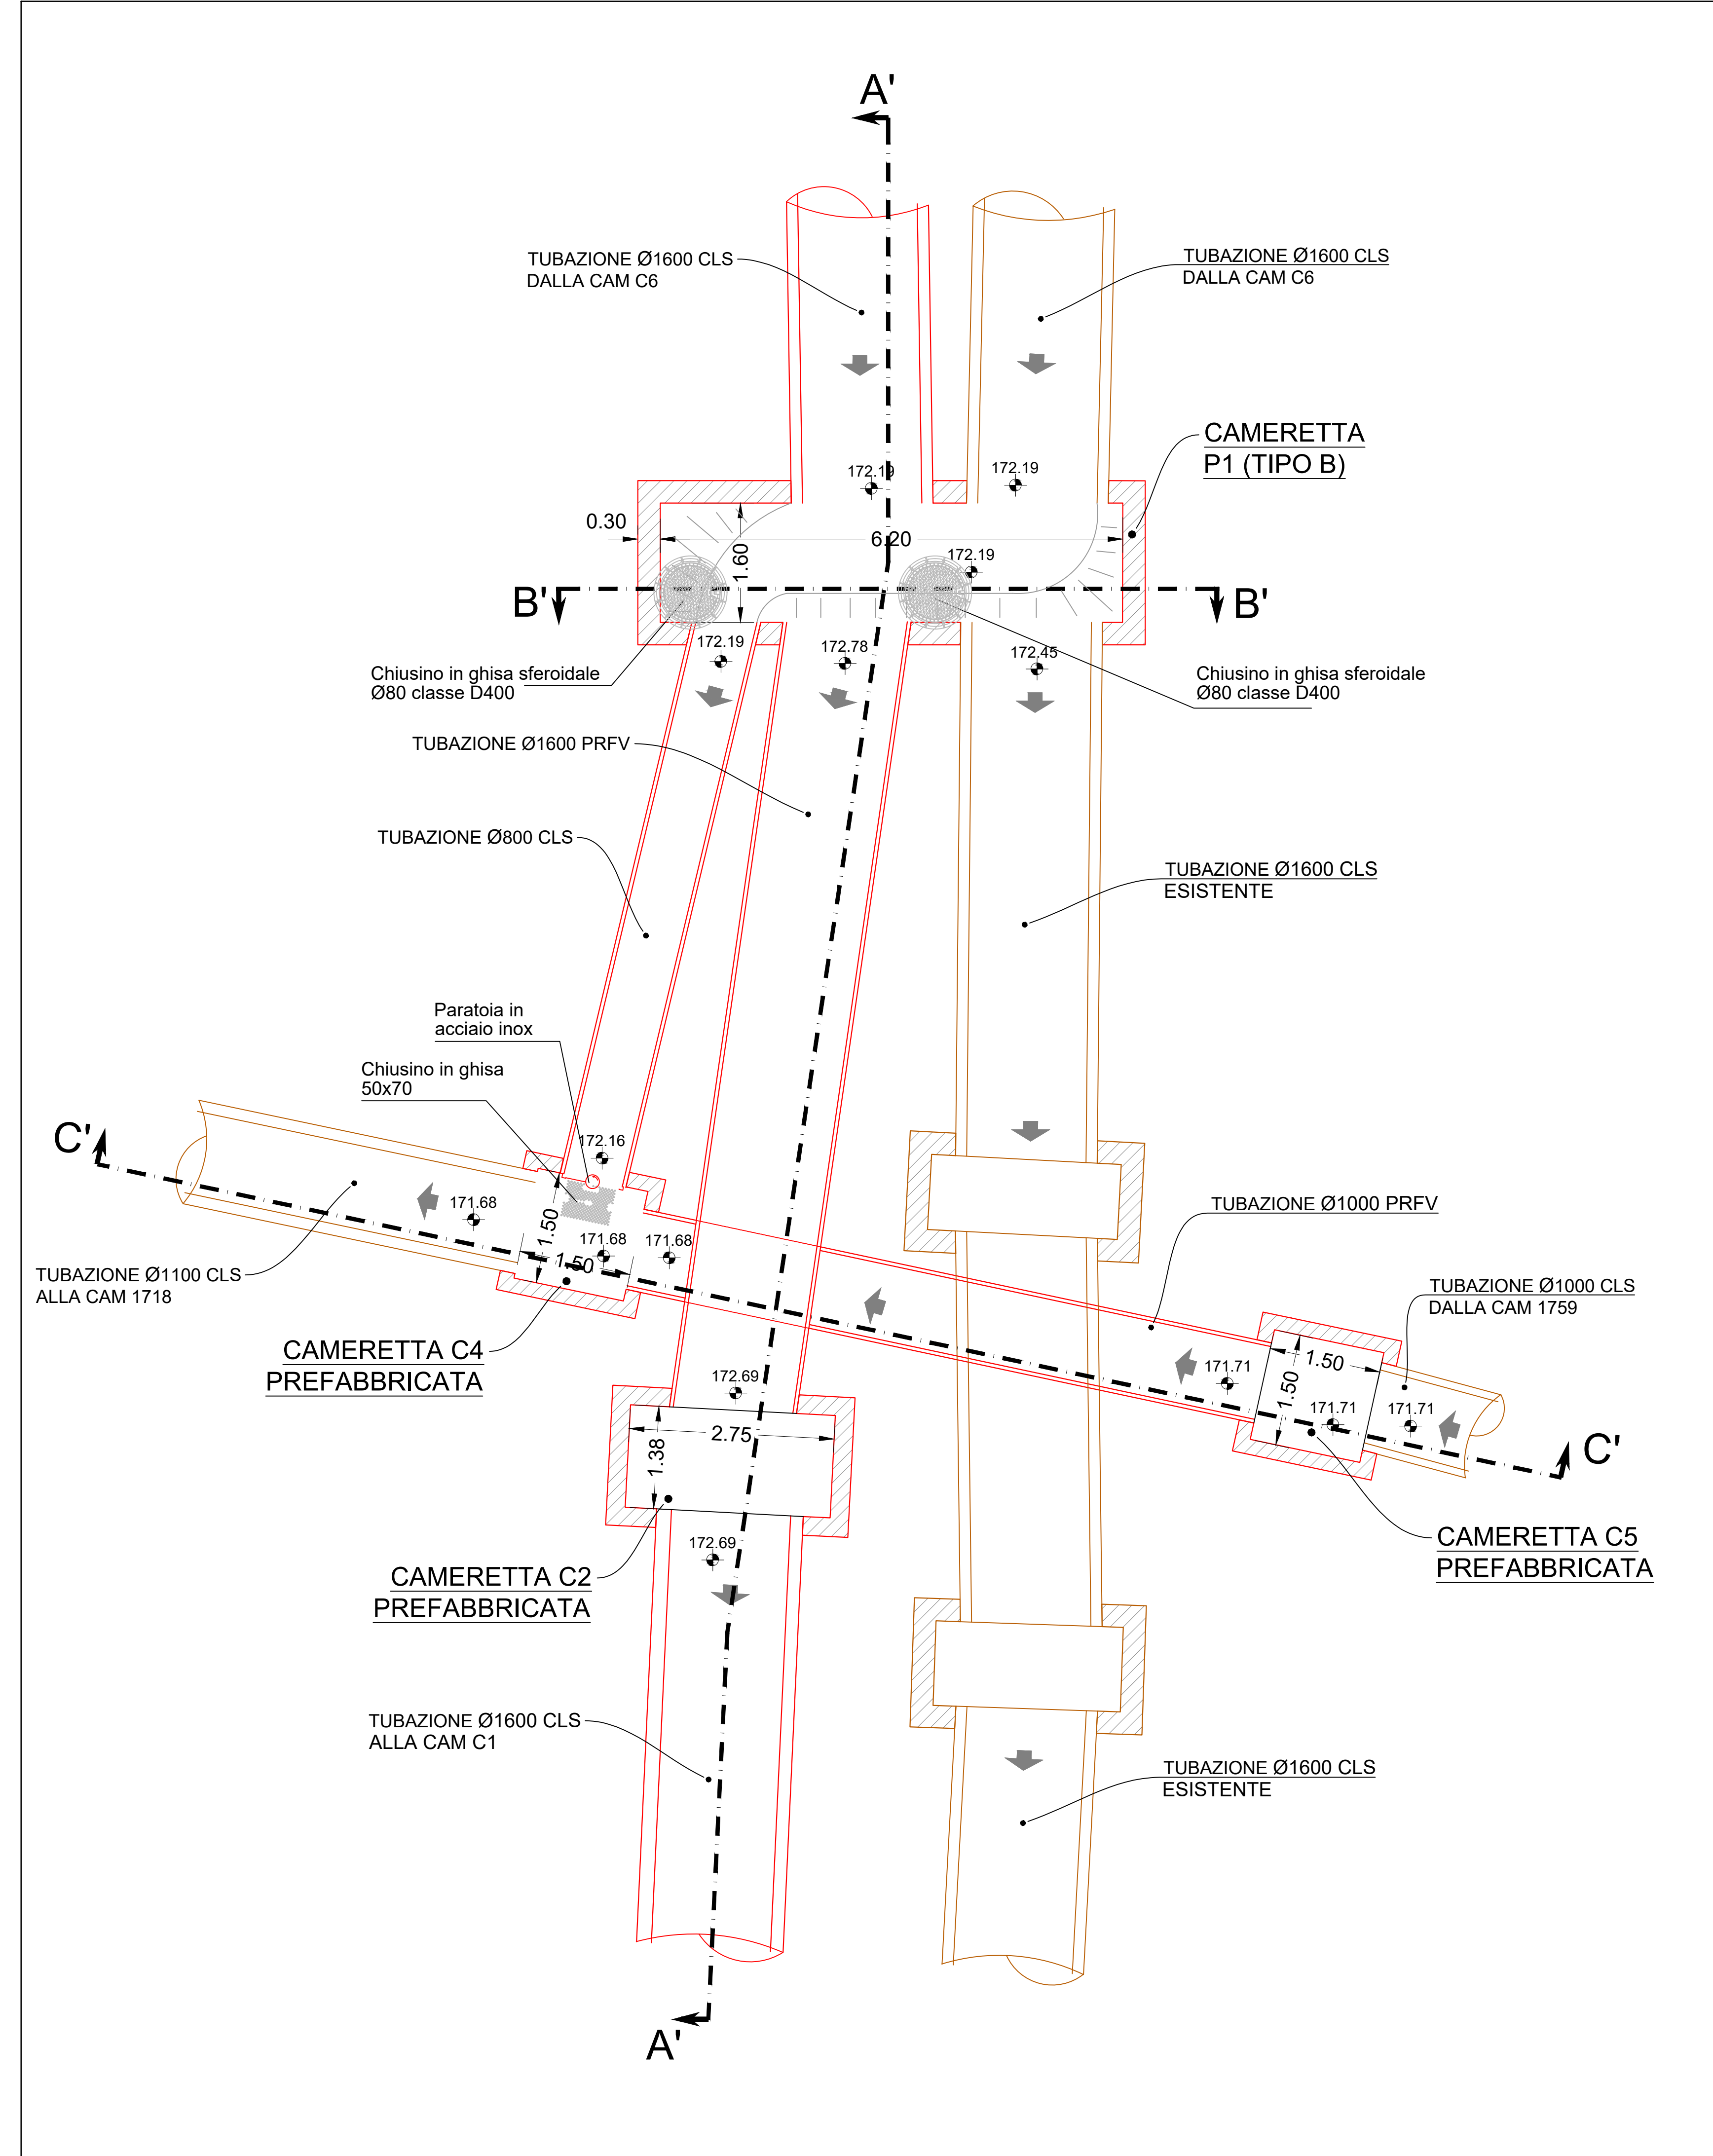 A'
TUBAZIONE Ø1600 CLS
DALLA CAM C6
TUBAZIONE Ø1600 CLS
DALLA CAM C6
CAMERETTA
P1 (TIPO B)
172.19
172.19
0.30
6.20
1.60
172.19
B'
B'
172.19
172.78
172.45
Chiusino in ghisa sferoidale
Ø80 classe D400
Chiusino in ghisa sferoidale
Ø80 classe D400
TUBAZIONE Ø1600 PRFV
TUBAZIONE Ø800 CLS
TUBAZIONE Ø1600 CLS
ESISTENTE
Paratoia in
acciaio inox
Chiusino in ghisa
50x70
C'
172.16
171.68
1.50
171.68
171.68
1.50
TUBAZIONE Ø1000 PRFV
TUBAZIONE Ø1100 CLS
ALLA CAM 1718
TUBAZIONE Ø1000 CLS
DALLA CAM 1759
CAMERETTA C4
PREFABBRICATA
172.69
171.71
1.50
1.50
171.71
171.71
2.75
1.38
C'
CAMERETTA C5
PREFABBRICATA
172.69
CAMERETTA C2
PREFABBRICATA
TUBAZIONE Ø1600 CLS
ALLA CAM C1
TUBAZIONE Ø1600 CLS
ESISTENTE
A'